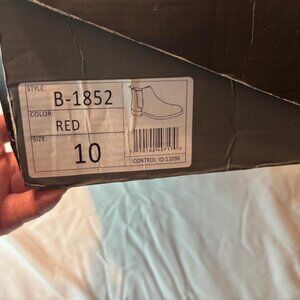 STYLE:
B-1852
COLOR:
RED
SIZE:
10
CONTROL ID:11096